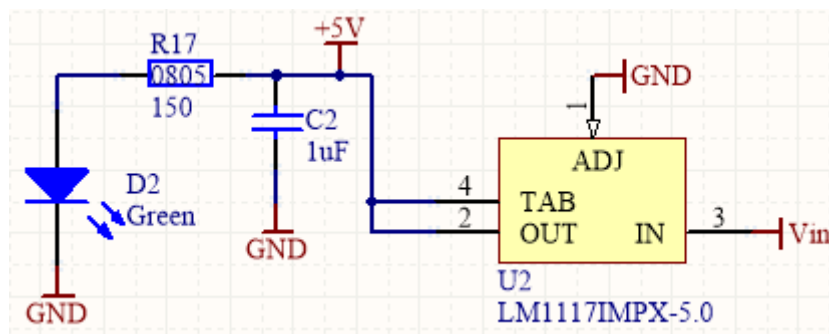 +5V
R17
0805
150
C2
1uF
GND
1
ADJ
D2
Green
4
TAB
2
OUT
IN
3
Vin
GND
GND
U2
LM1117IMPX-5.0